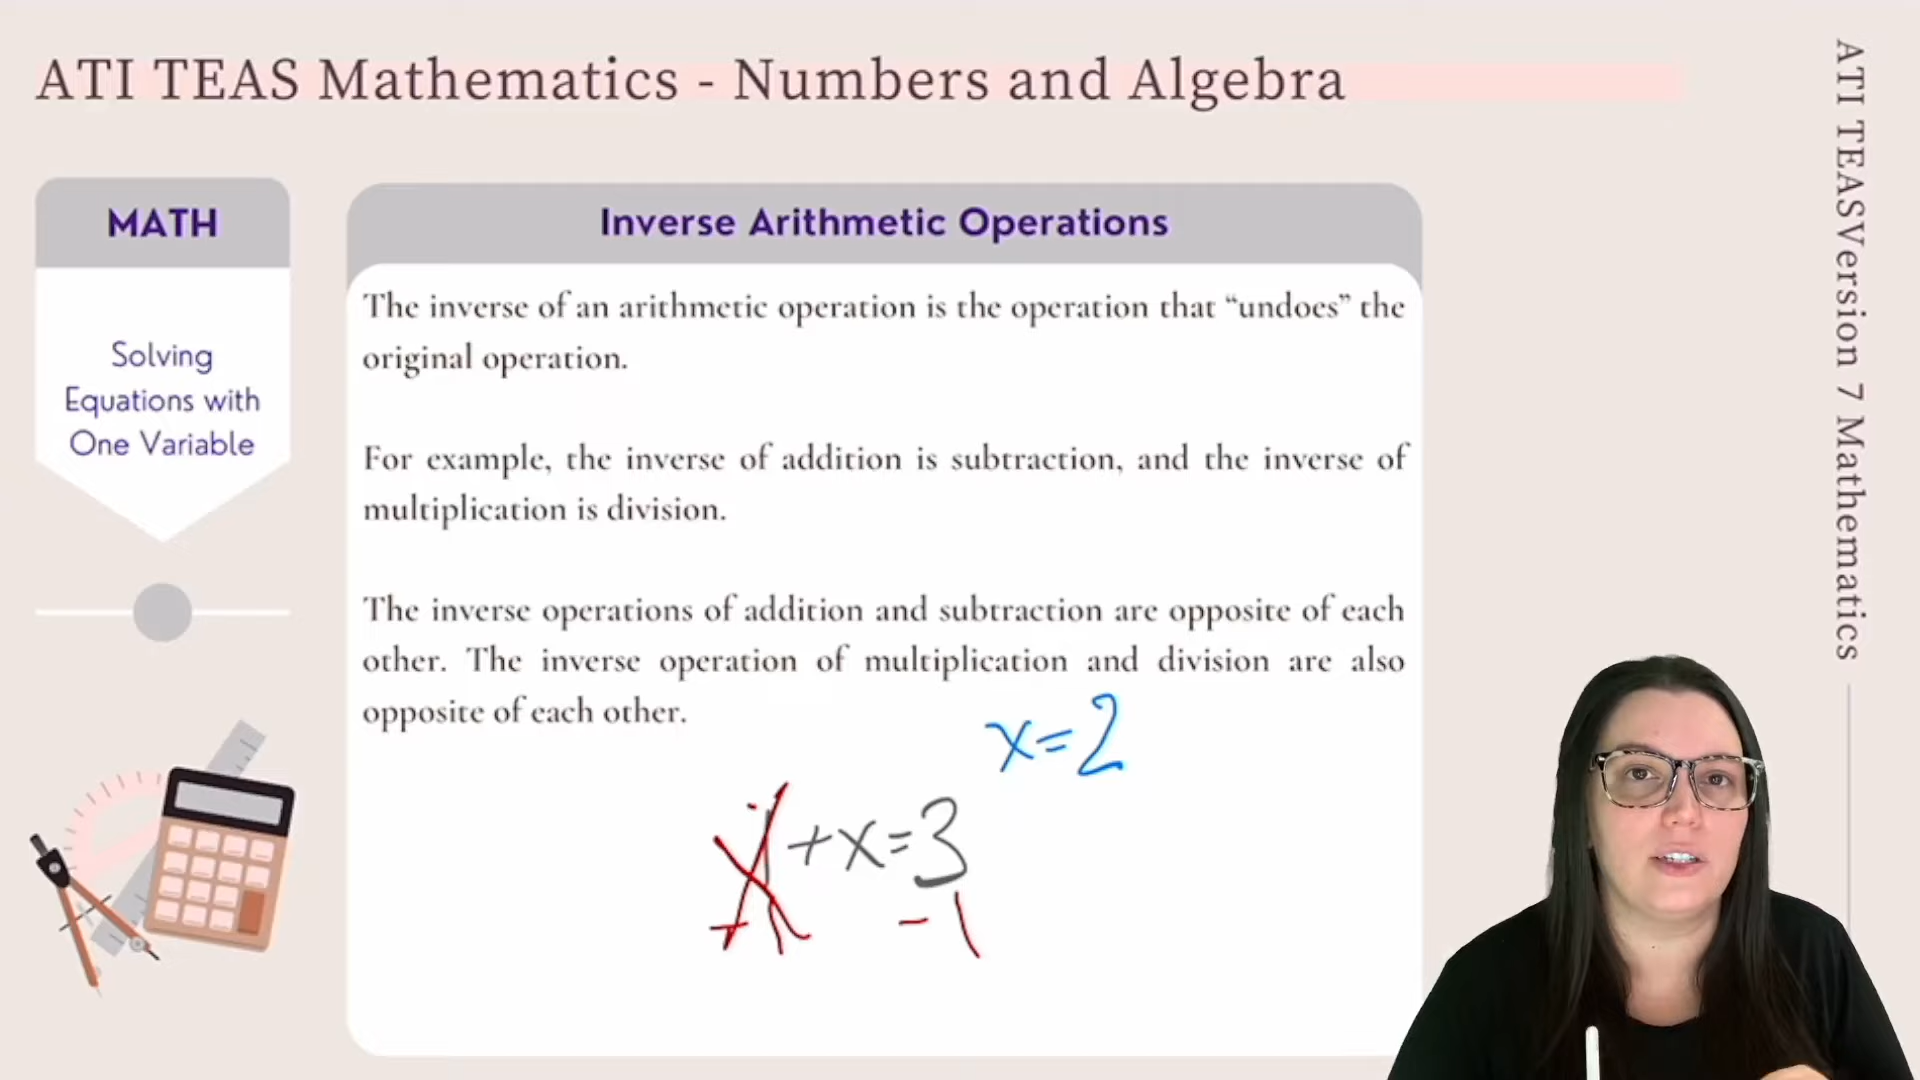 ATI TEAS Mathematics - Numbers and Algebra
MATH
Solving
Equations with
One Variable
Inverse Arithmetic Operations
The inverse of an arithmetic operation is the operation that “undoes” the
original operation.
For example, the inverse of addition is subtraction, and the inverse of
multiplication is division.
The inverse operations of addition and subtraction are opposite of each
other. The inverse operation of multiplication and division are also
opposite of each other.
x=2
1+x=3
-1 -1
ATI TEASVersion 7 Mathematics